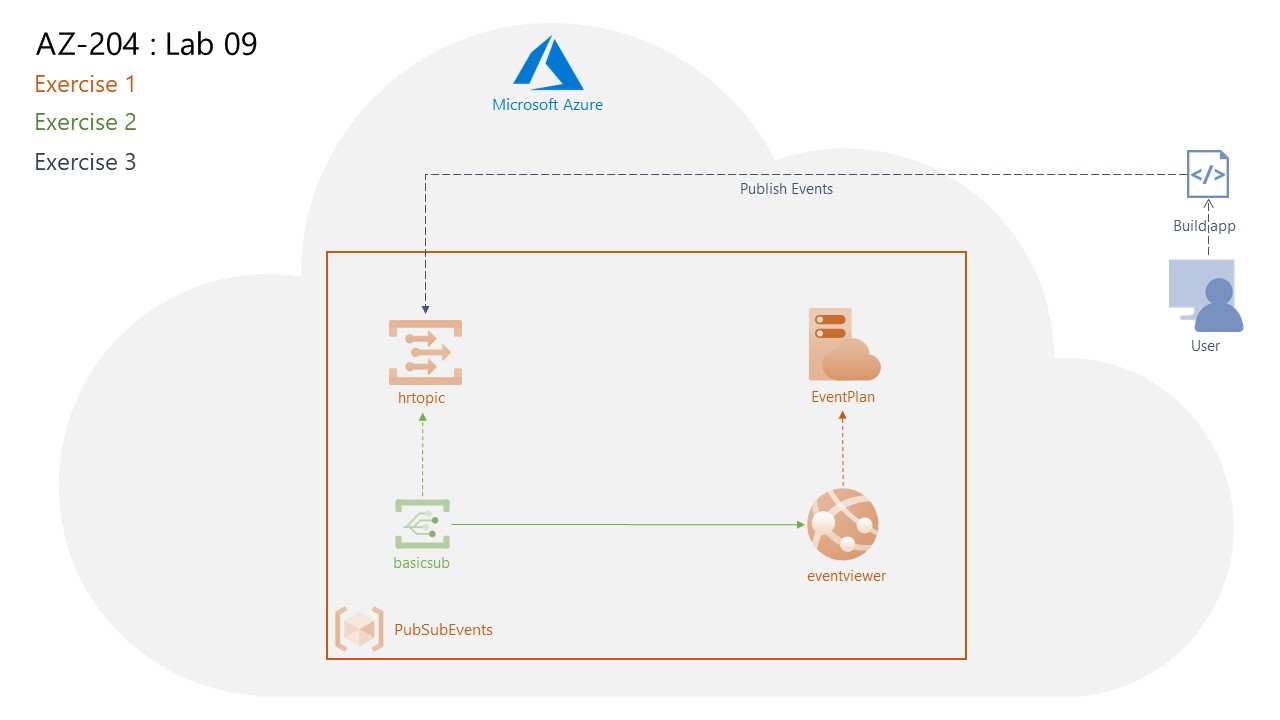 AZ-204 : Lab 09
Exercise 1
Exercise 2
Exercise 3
Microsoft Azure
Publish Events
</>
Build app
User
hrtopic
EventPlan
basicsub
eventviewer
PubSubEvents